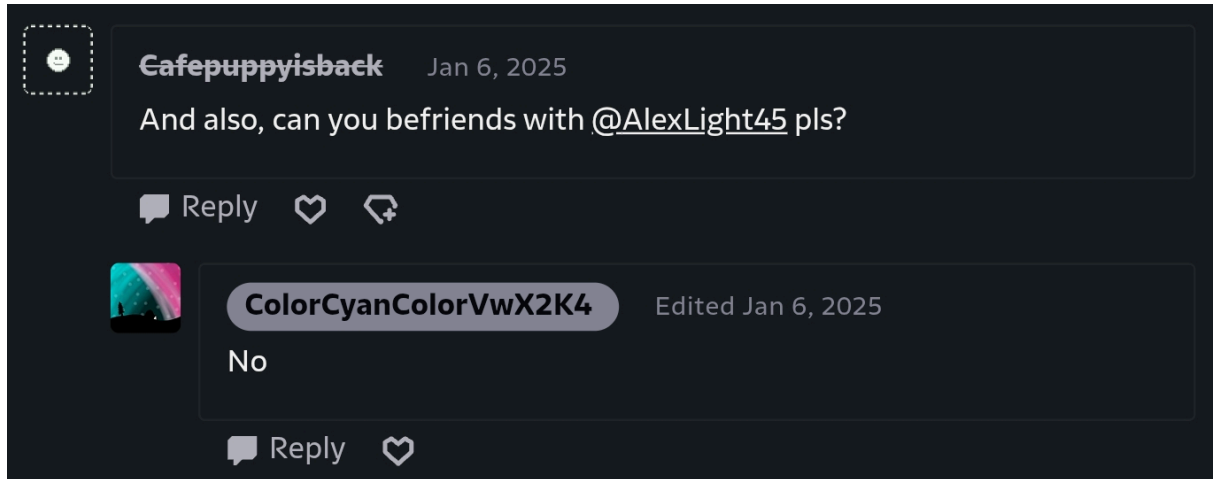 Cafepuppyisback Jan 6, 2025
And also, can you befriends with @AlexLight45 pls?
Reply
ColorCyanColorVwX2K4 Edited Jan 6, 2025
No
Reply